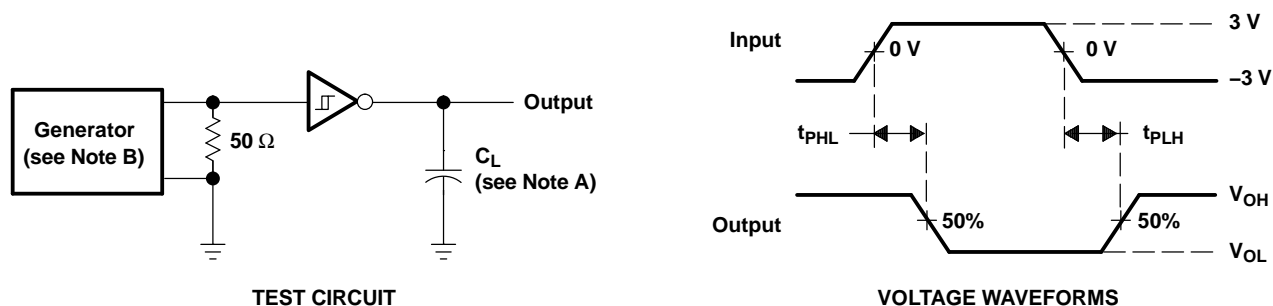 Generator
(see Note B)
50 Ω
C_L
(see Note A)
Output
TEST CIRCUIT
Input
0 V
0 V
3 V
–3 V
t_PHL
t_PLH
Output
50%
50%
V_OH
V_OL
VOLTAGE WAVEFORMS